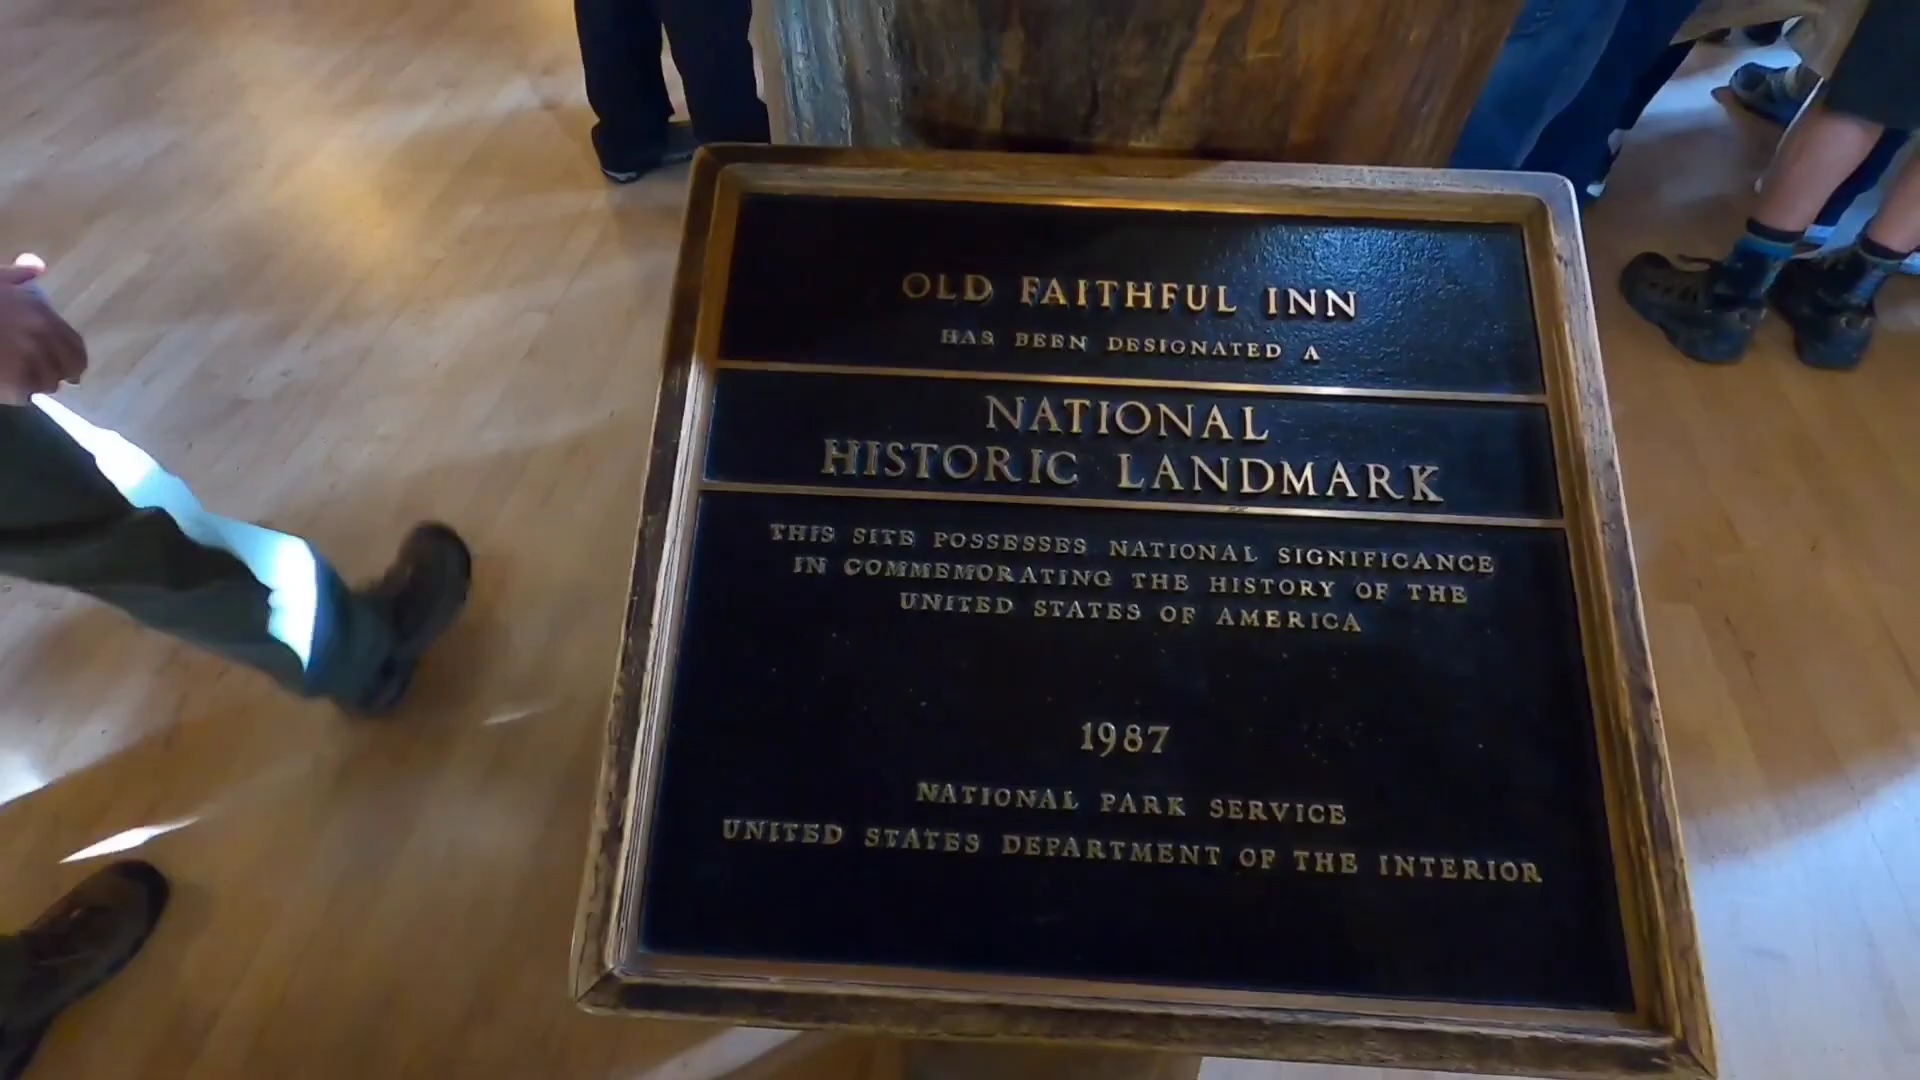 OLD FAITHFUL INN
HAS BEEN DESIGNATED A
NATIONAL
HISTORIC LANDMARK
THIS SITE POSSESSES NATIONAL SIGNIFICANCE
IN COMMEMORATING THE HISTORY OF THE
UNITED STATES OF AMERICA
1987
NATIONAL PARK SERVICE
UNITED STATES DEPARTMENT OF THE INTERIOR